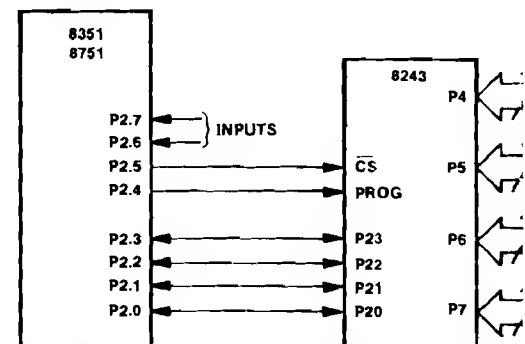 8351
8751
P2.7
P2.6
INPUTS
P2.5
P2.4
P2.3
P2.2
P2.1
P2.0
8243
P4
CS
P5
PROG
P23
P6
P22
P21
P20
P7